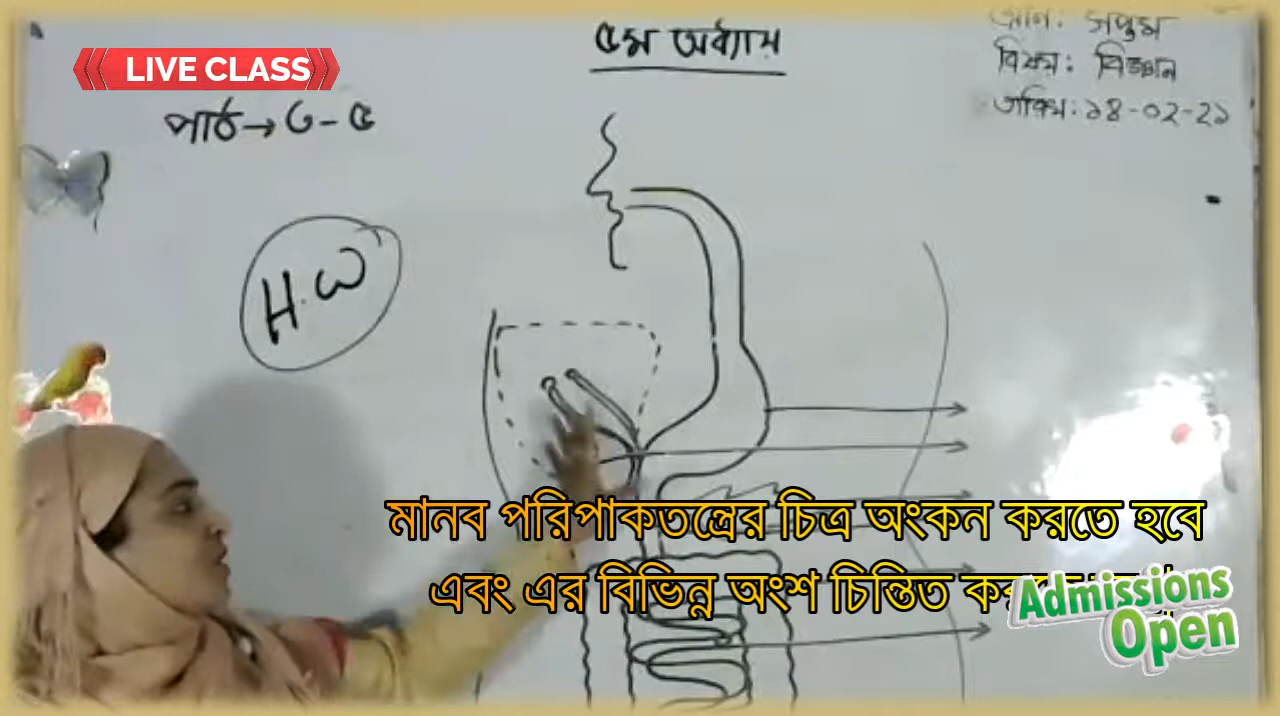 LIVE CLASS
৫ম অধ্যায়
সপ্তম
বিষয়: বিজ্ঞান
তারিখ: ১৪-০২-২১
পাঠ→৩-৫
H.W
মানব পরিপাকতন্ত্রের চিত্র অংকন করতে হবে
এবং এর বিভিন্ন অংশ চিন্তিত
Admissions
Open